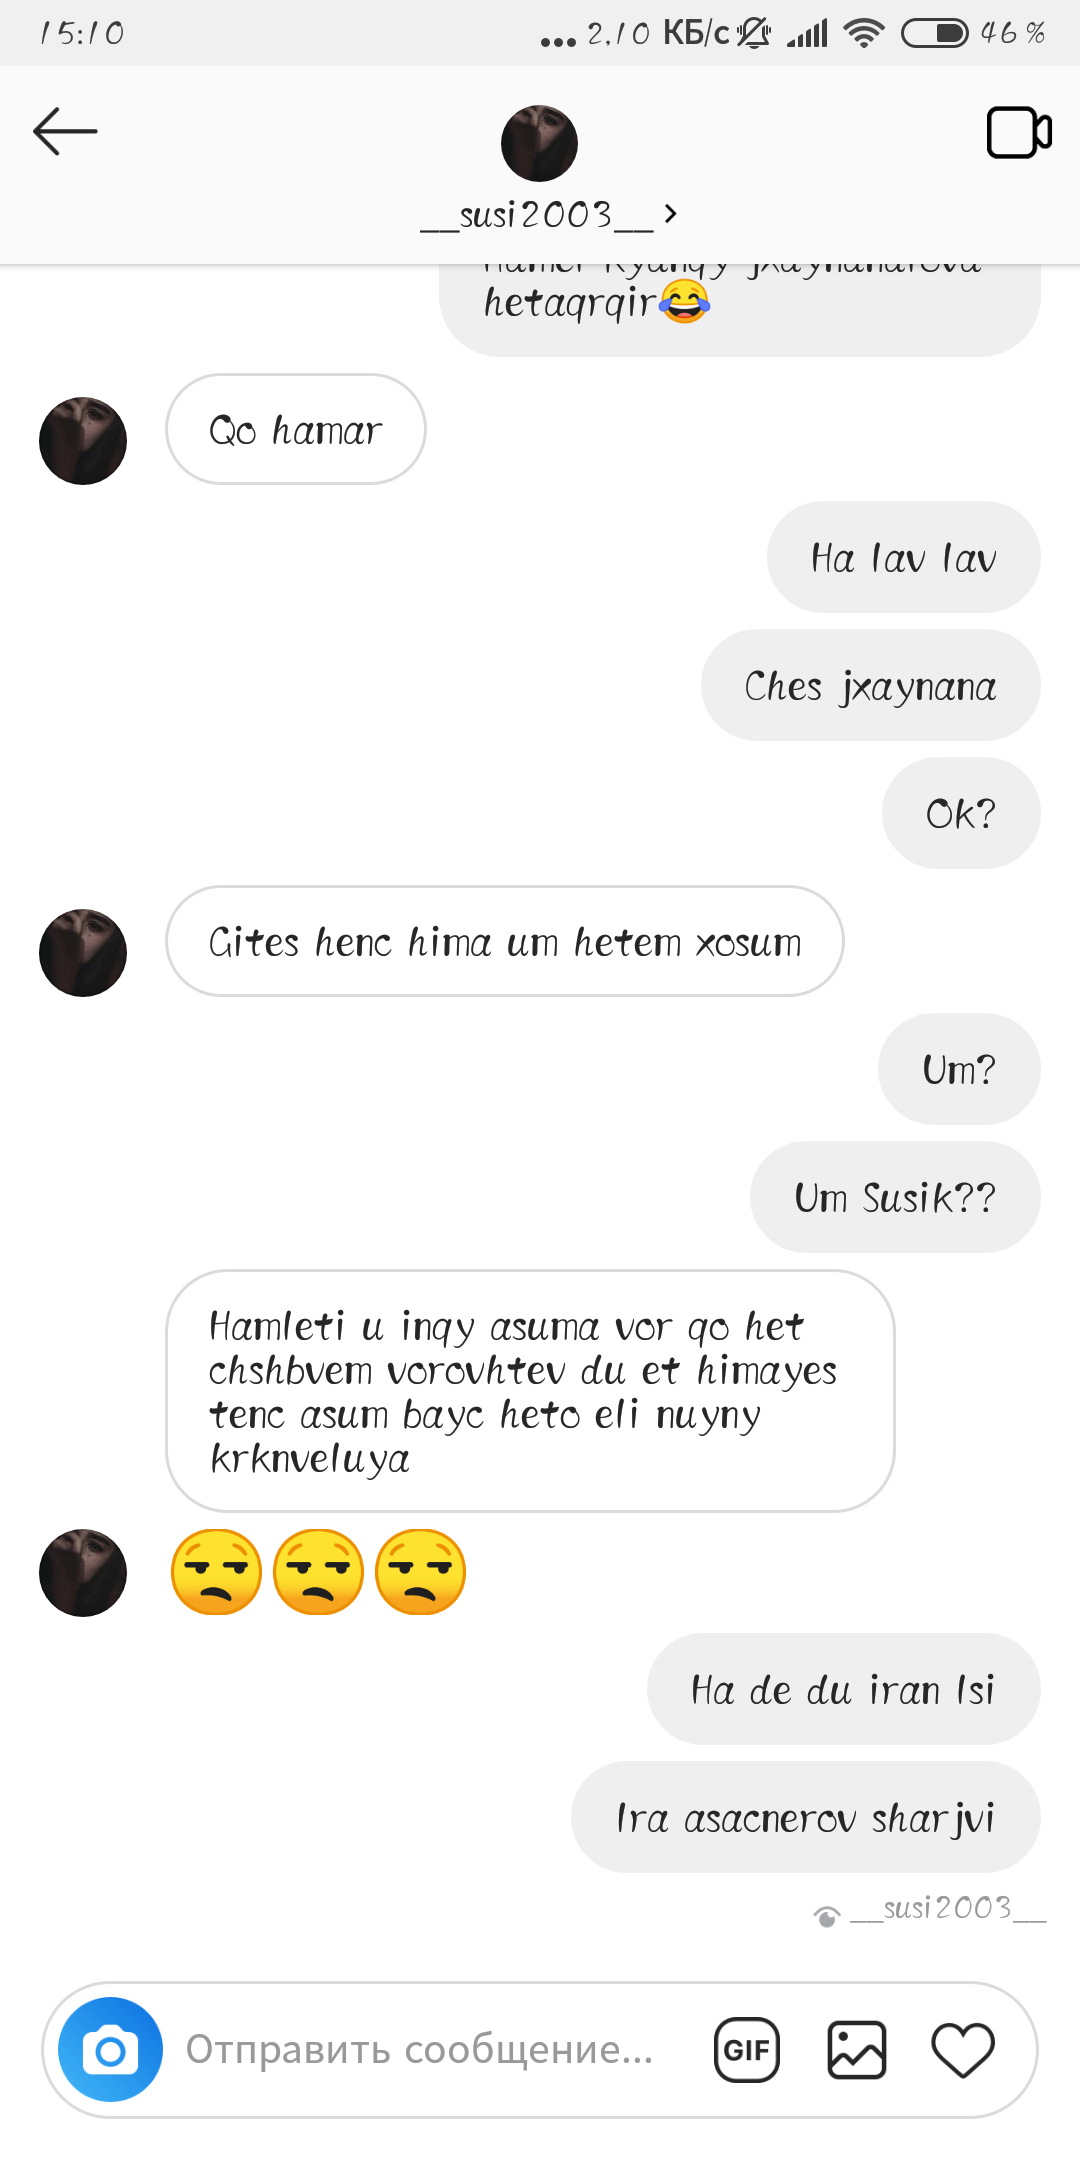 15:10
... 2,10 КБ/с 46 %
__susi2003__ >
hetaqrqir😂
Qo hamar
Ha lav lav
Ches jxaynana
Ok?
Gites henc hima um hetem xosum
Um?
Um Susik??
Hamleti u inqy asuma vor qo het
chshbvem vorovhtev du et himayes
tenc asum bayc heto eli nuyny
krknveluya
😒😒😒
Ha de du iran lsi
Ira asacnerov sharjvi
__susi2003__
Отправить сообщение...
GIF